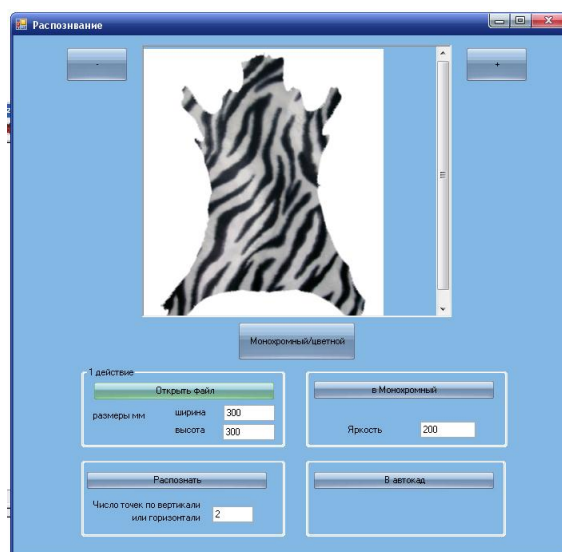 Распознвание
-
+
Монохромный/цветной
1 действие
Открыть файл
размеры мм
ширина
300
высота
300
в Монохромный
Яркость
200
Распознать
Число точек по вертикали
или горизонтали
2
В автокад